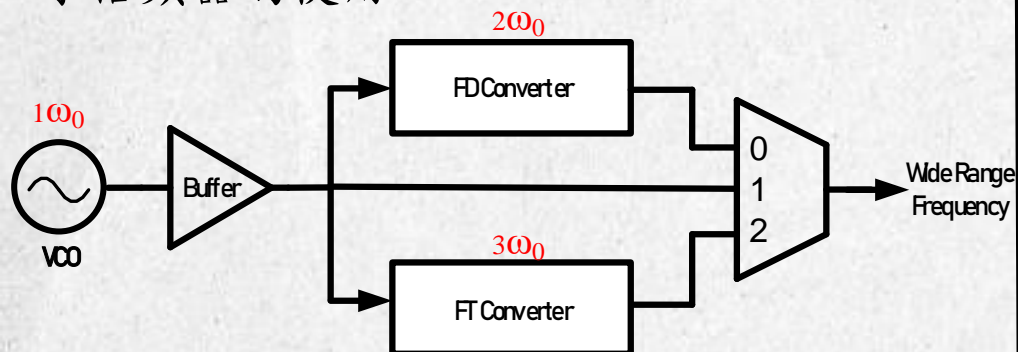 2ω₀
FD Converter
1ω₀
Buffer
VCO
0
1
2
Wide Range
Frequency
3ω₀
FT Converter